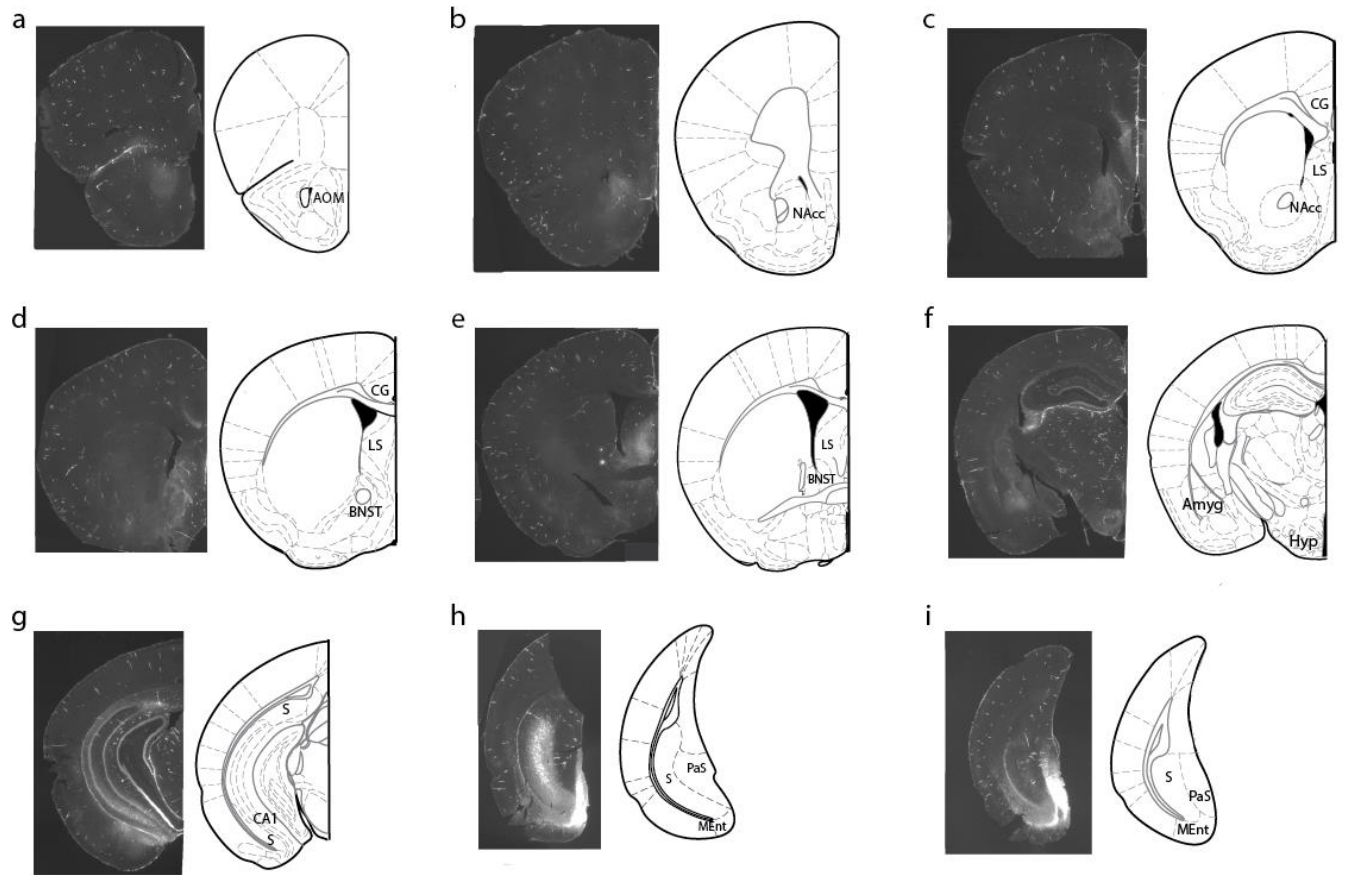 a
AOM
b
NAcc
c
CG
LS
NAcc
d
CG
LS
BNST
e
LS
BNST
f
Amyg
Hyp
g
S
CA1
S
h
PaS
S
MEnt
i
S
PaS
MEnt